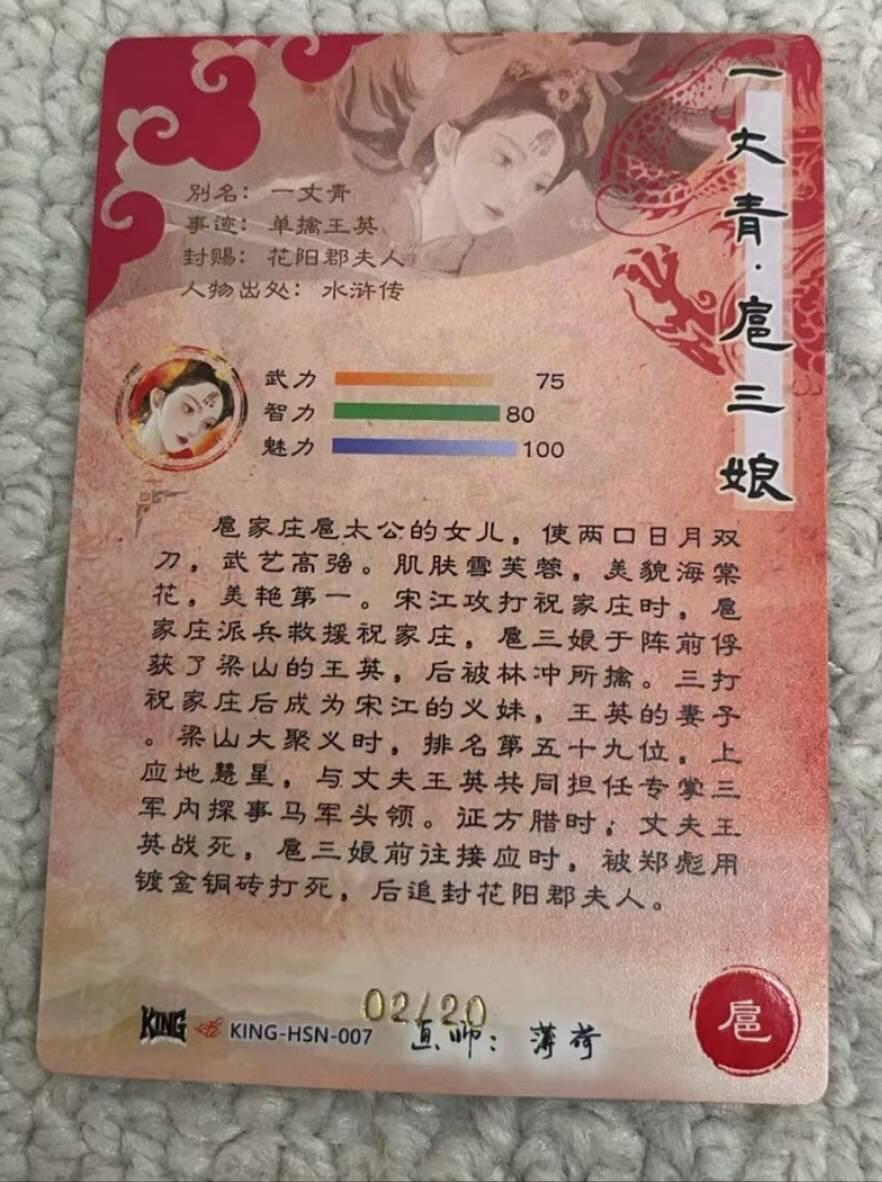 一丈青·扈三娘
别名：一丈青
事迹：单擒王英
封赐：花阳郡夫人
人物出处：水浒传
武力 75
智力 80
魅力 100
扈家庄扈太公的女儿，使两口日月双
刀，武艺高强。肌肤雪芙蓉，美貌海棠
花，美艳第一。宋江攻打祝家庄时，扈
家庄派兵救援祝家庄，扈三娘于阵前俘
获了梁山的王英，后被林冲所擒。三打
祝家庄后成为宋江的义妹，王英的妻子
。梁山大聚义时，排名第五十九位，上
应地慧星，与丈夫王英共同担任专掌三
军内探事马军头领。证方腊时；丈夫王
英战死，扈三娘前往接应时，被郑彪用
镀金铜砖打死，后追封花阳郡夫人。
02/20
KING KING-HSN-007 画师：薄荷
扈